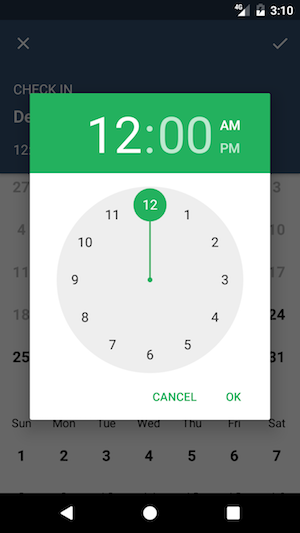 4G 3:10
CHECK IN
De
12:
12:00 AM
PM
27 3
4
11
18 24
25 31
12
11 1
10 2
9 3
8 4
7 5
6
CANCEL OK
Sun Mon Tue Wed Thu Fri Sat
1 2 3 4 5 6 7